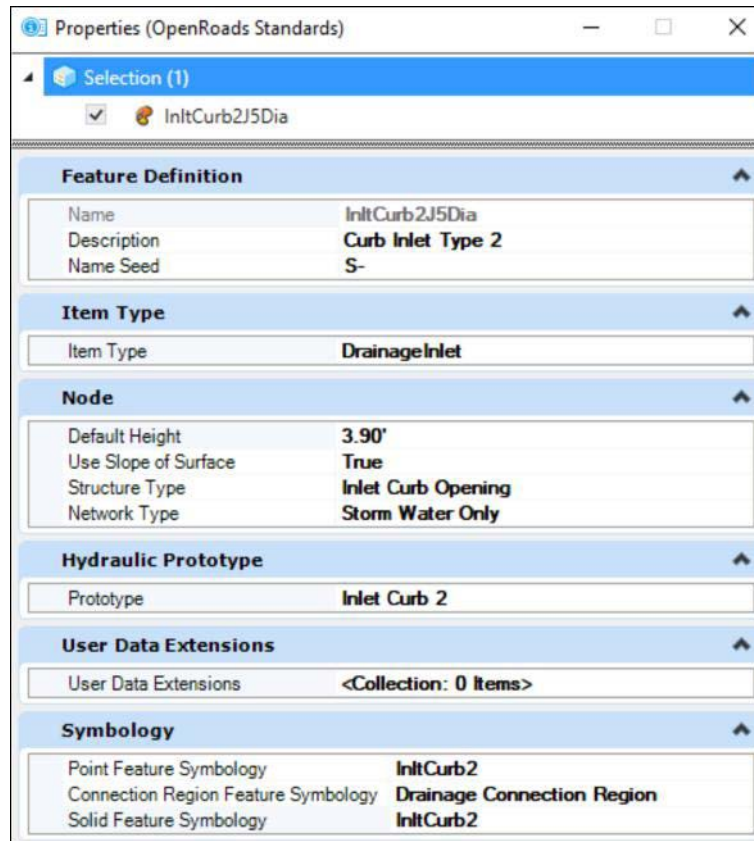 Properties (OpenRoads Standards)
Selection (1)
InltCurb2J5Dia
Feature Definition
Name InltCurb2J5Dia
Description Curb Inlet Type 2
Name Seed S-
Item Type
Item Type DrainageInlet
Node
Default Height 3.90'
Use Slope of Surface True
Structure Type Inlet Curb Opening
Network Type Storm Water Only
Hydraulic Prototype
Prototype Inlet Curb 2
User Data Extensions
User Data Extensions <Collection: 0 Items>
Symbology
Point Feature Symbology InltCurb2
Connection Region Feature Symbology Drainage Connection Region
Solid Feature Symbology InltCurb2